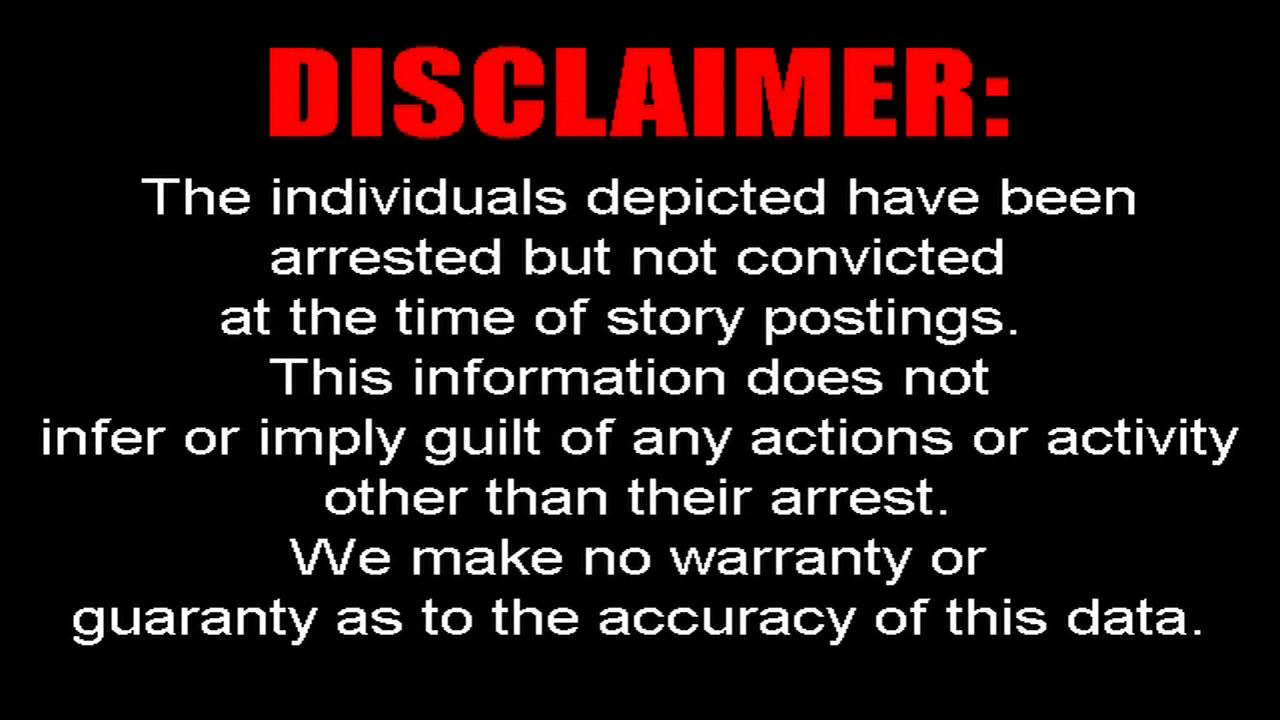 DISCLAIMER:
The individuals depicted have been
arrested but not convicted
at the time of story postings.
This information does not
infer or imply guilt of any actions or activity
other than their arrest.
We make no warranty or
guaranty as to the accuracy of this data.